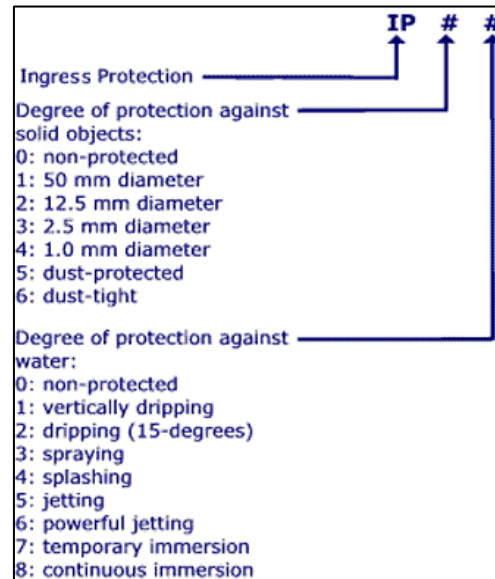 IP # #
Ingress Protection
Degree of protection against
solid objects:
0: non-protected
1: 50 mm diameter
2: 12.5 mm diameter
3: 2.5 mm diameter
4: 1.0 mm diameter
5: dust-protected
6: dust-tight
Degree of protection against
water:
0: non-protected
1: vertically dripping
2: dripping (15-degrees)
3: spraying
4: splashing
5: jetting
6: powerful jetting
7: temporary immersion
8: continuous immersion